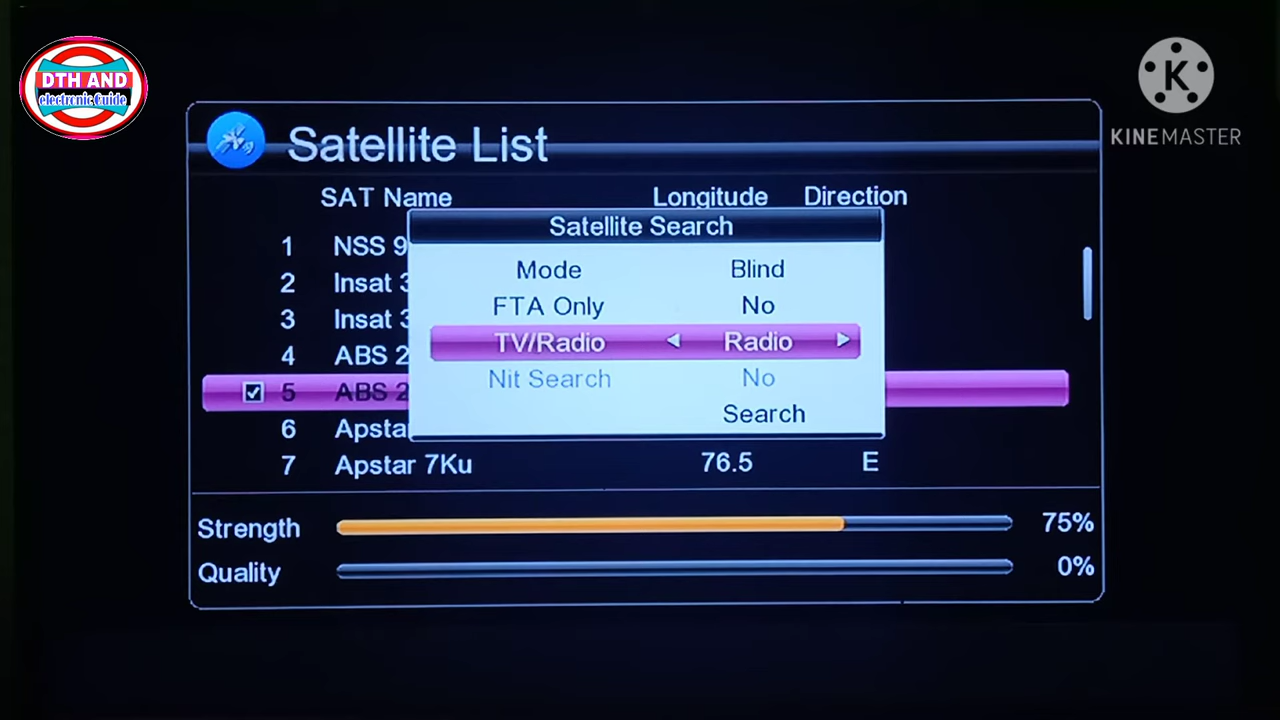 DTH AND
electronic Guide
K
KINEMASTER
Satellite List
SAT Name Longitude Direction
Satellite Search
1 NSS 9
2 Insat 3
3 Insat 3
4 ABS 2
5 ABS 2
6 Apsta
7 Apstar 7Ku 76.5 E
Mode Blind
FTA Only No
TV/Radio Radio
Nit Search No
Search
Strength 75%
Quality 0%